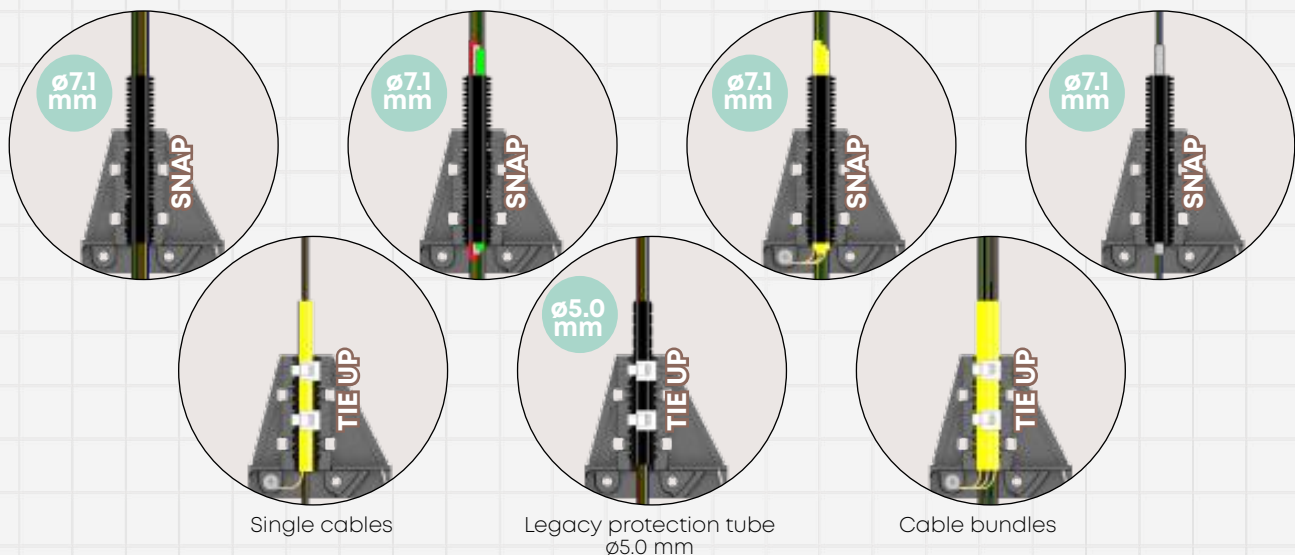 ø7.1
mm
SNAP
ø7.1
mm
SNAP
ø7.1
mm
SNAP
ø7.1
mm
SNAP
TIE UP
Single cables
ø5.0
mm
TIE UP
Legacy protection tube
ø5.0 mm
TIE UP
Cable bundles